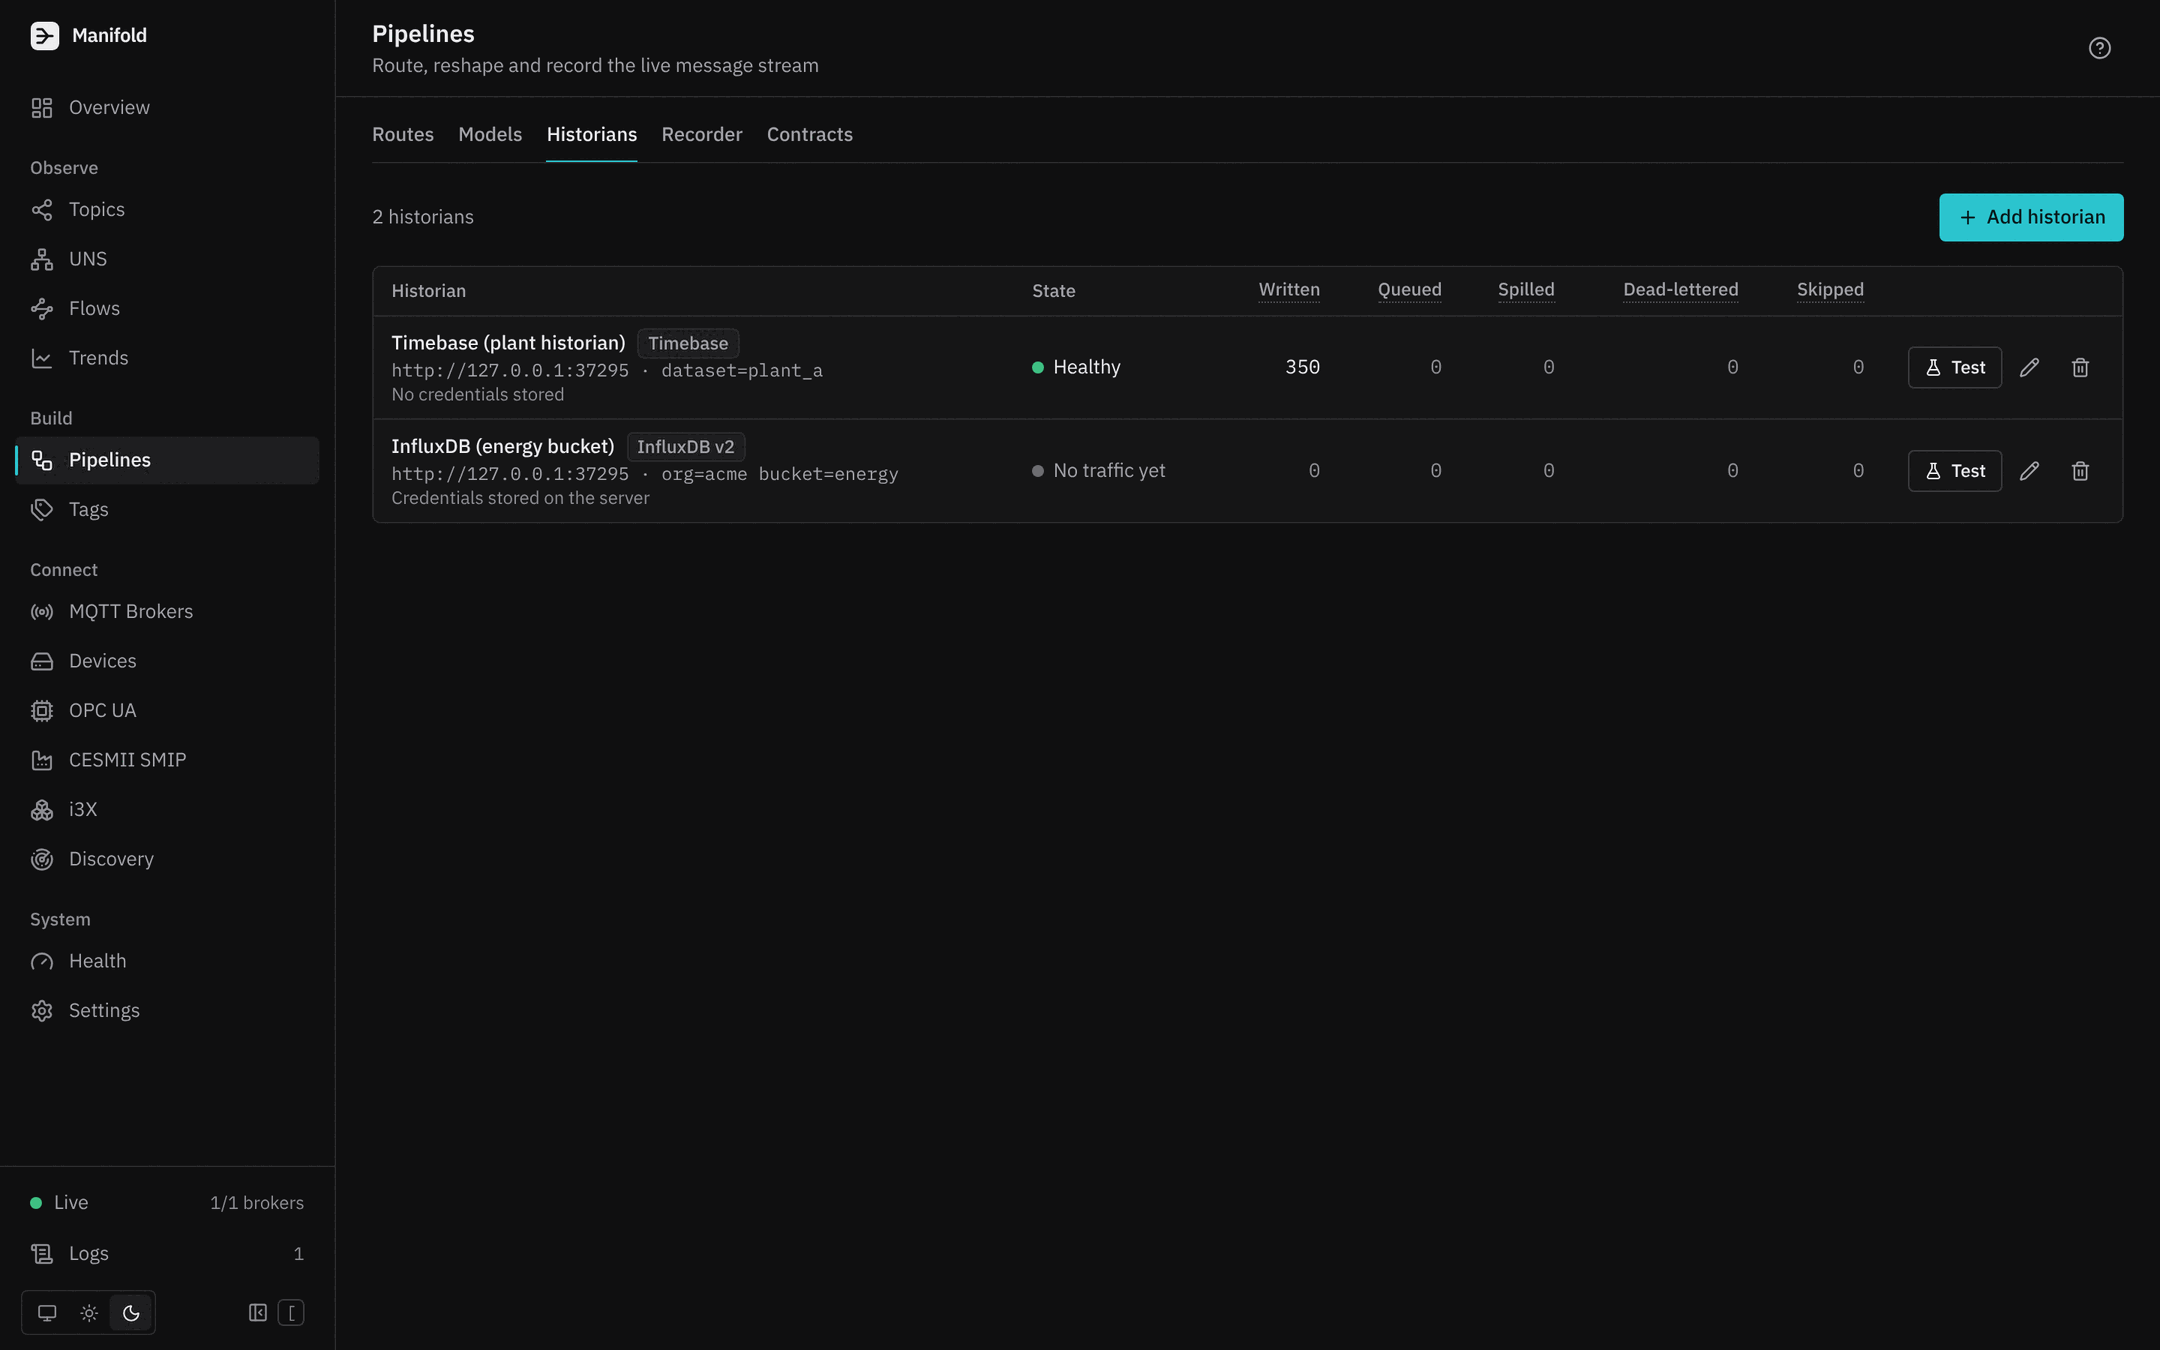 Manifold
Overview
Observe
Topics
UNS
Flows
Trends
Build
Pipelines
Tags
Connect
MQTT Brokers
Devices
OPC UA
CESMII SMIP
i3X
Discovery
System
Health
Settings
Live 1/1 brokers
Logs 1
[
Pipelines
Route, reshape and record the live message stream
Routes Models Historians Recorder Contracts
2 historians
+ Add historian
Historian State Written Queued Spilled Dead-lettered Skipped
Timebase (plant historian) Timebase
http://127.0.0.1:37295 · dataset=plant_a
No credentials stored
Healthy 350 0 0 0 0 Test
InfluxDB (energy bucket) InfluxDB v2
http://127.0.0.1:37295 · org=acme bucket=energy
Credentials stored on the server
No traffic yet 0 0 0 0 0 Test